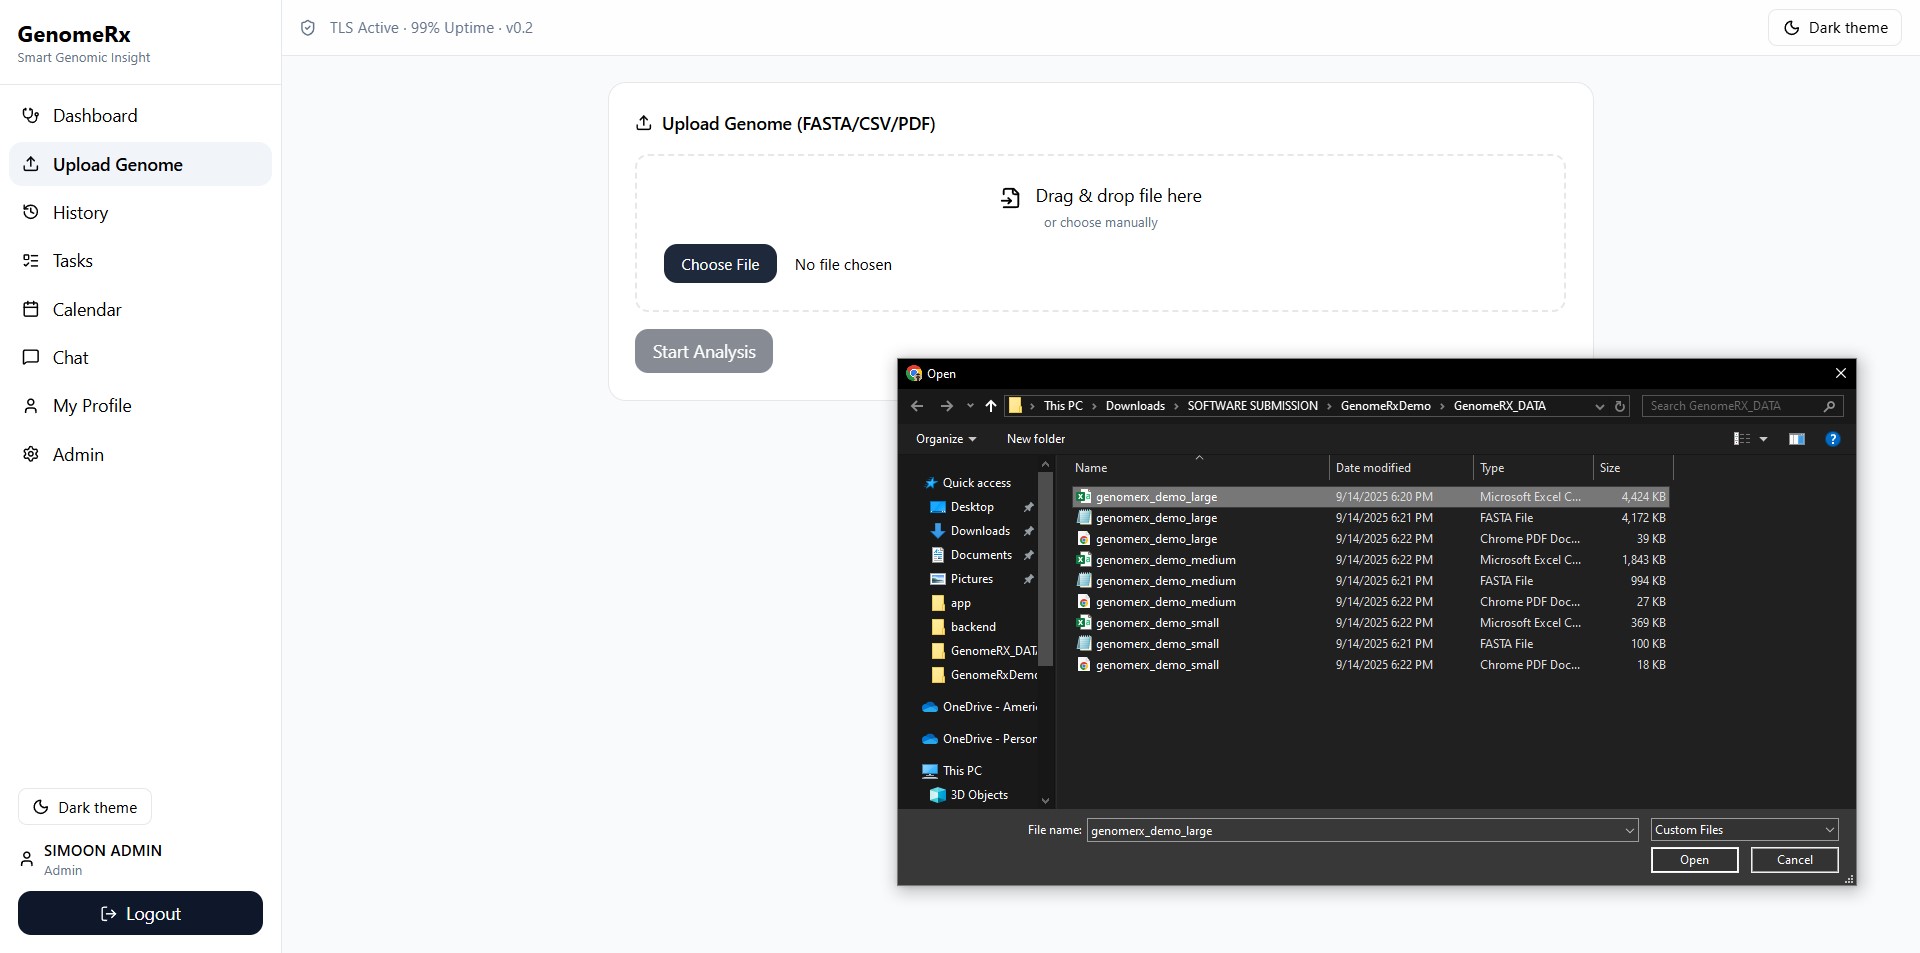 GenomeRx
Smart Genomic Insight
Dashboard
Upload Genome
History
Tasks
Calendar
Chat
My Profile
Admin
Dark theme
SIMOON ADMIN
Admin
Logout
TLS Active · 99% Uptime · v0.2
Dark theme
Upload Genome (FASTA/CSV/PDF)
Drag & drop file here
or choose manually
Choose File No file chosen
Start Analysis
Open
This PC › Downloads › SOFTWARE SUBMISSION › GenomeRxDemo › GenomeRX_DATA
Search GenomeRX_DATA
Organize New folder
?
Quick access
Desktop
Downloads
Documents
Pictures
app
backend
GenomeRX_DAT
GenomeRxDemo
OneDrive - Ameri
OneDrive - Person
This PC
3D Objects
Name Date modified Type Size
genomerx_demo_large 9/14/2025 6:20 PM Microsoft Excel C... 4,424 KB
genomerx_demo_large 9/14/2025 6:21 PM FASTA File 4,172 KB
genomerx_demo_large 9/14/2025 6:22 PM Chrome PDF Doc... 39 KB
genomerx_demo_medium 9/14/2025 6:22 PM Microsoft Excel C... 1,843 KB
genomerx_demo_medium 9/14/2025 6:21 PM FASTA File 994 KB
genomerx_demo_medium 9/14/2025 6:22 PM Chrome PDF Doc... 27 KB
genomerx_demo_small 9/14/2025 6:22 PM Microsoft Excel C... 369 KB
genomerx_demo_small 9/14/2025 6:21 PM FASTA File 100 KB
genomerx_demo_small 9/14/2025 6:22 PM Chrome PDF Doc... 18 KB
File name: genomerx_demo_large Custom Files
Open Cancel